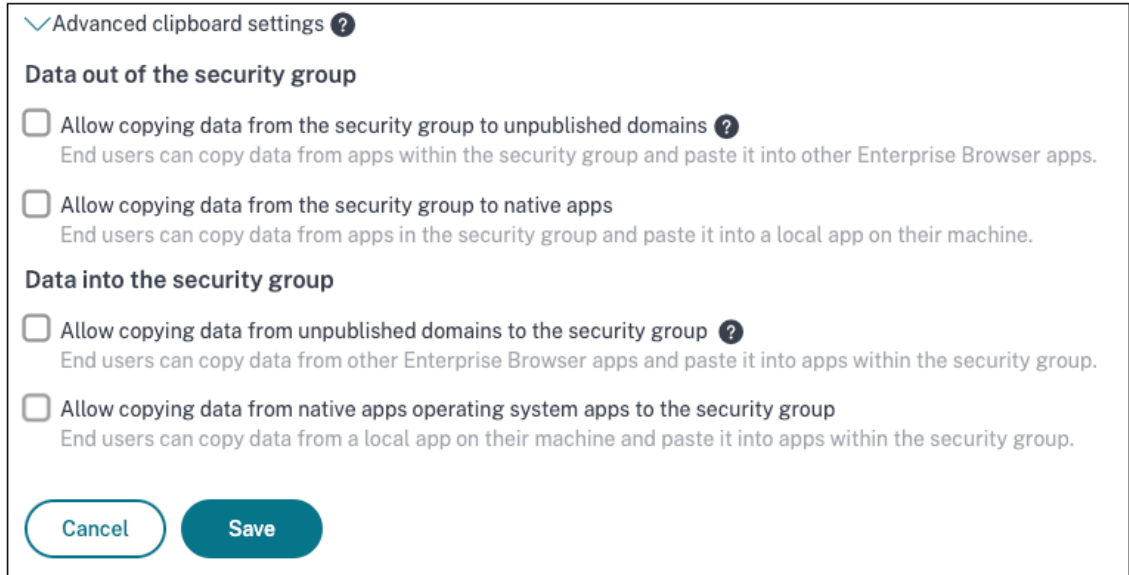 Advanced clipboard settings ?
Data out of the security group
Allow copying data from the security group to unpublished domains ?
End users can copy data from apps within the security group and paste it into other Enterprise Browser apps.
Allow copying data from the security group to native apps
End users can copy data from apps in the security group and paste it into a local app on their machine.
Data into the security group
Allow copying data from unpublished domains to the security group ?
End users can copy data from other Enterprise Browser apps and paste it into apps within the security group.
Allow copying data from native apps operating system apps to the security group
End users can copy data from a local app on their machine and paste it into apps within the security group.
Cancel Save